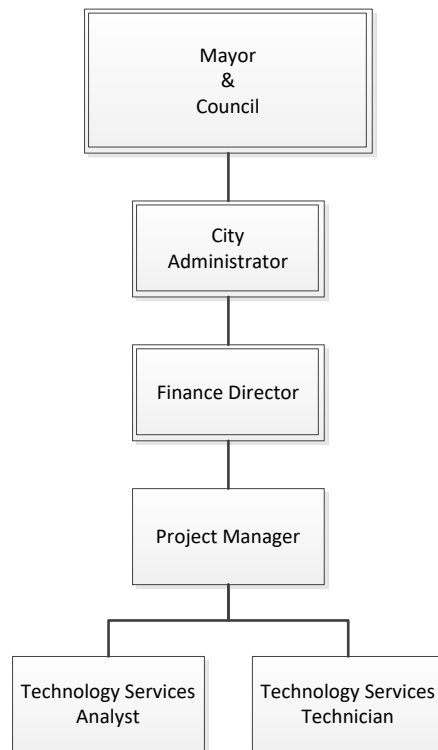 Mayor
&
Council
City
Administrator
Finance Director
Project Manager
Technology Services
Analyst
Technology Services
Technician